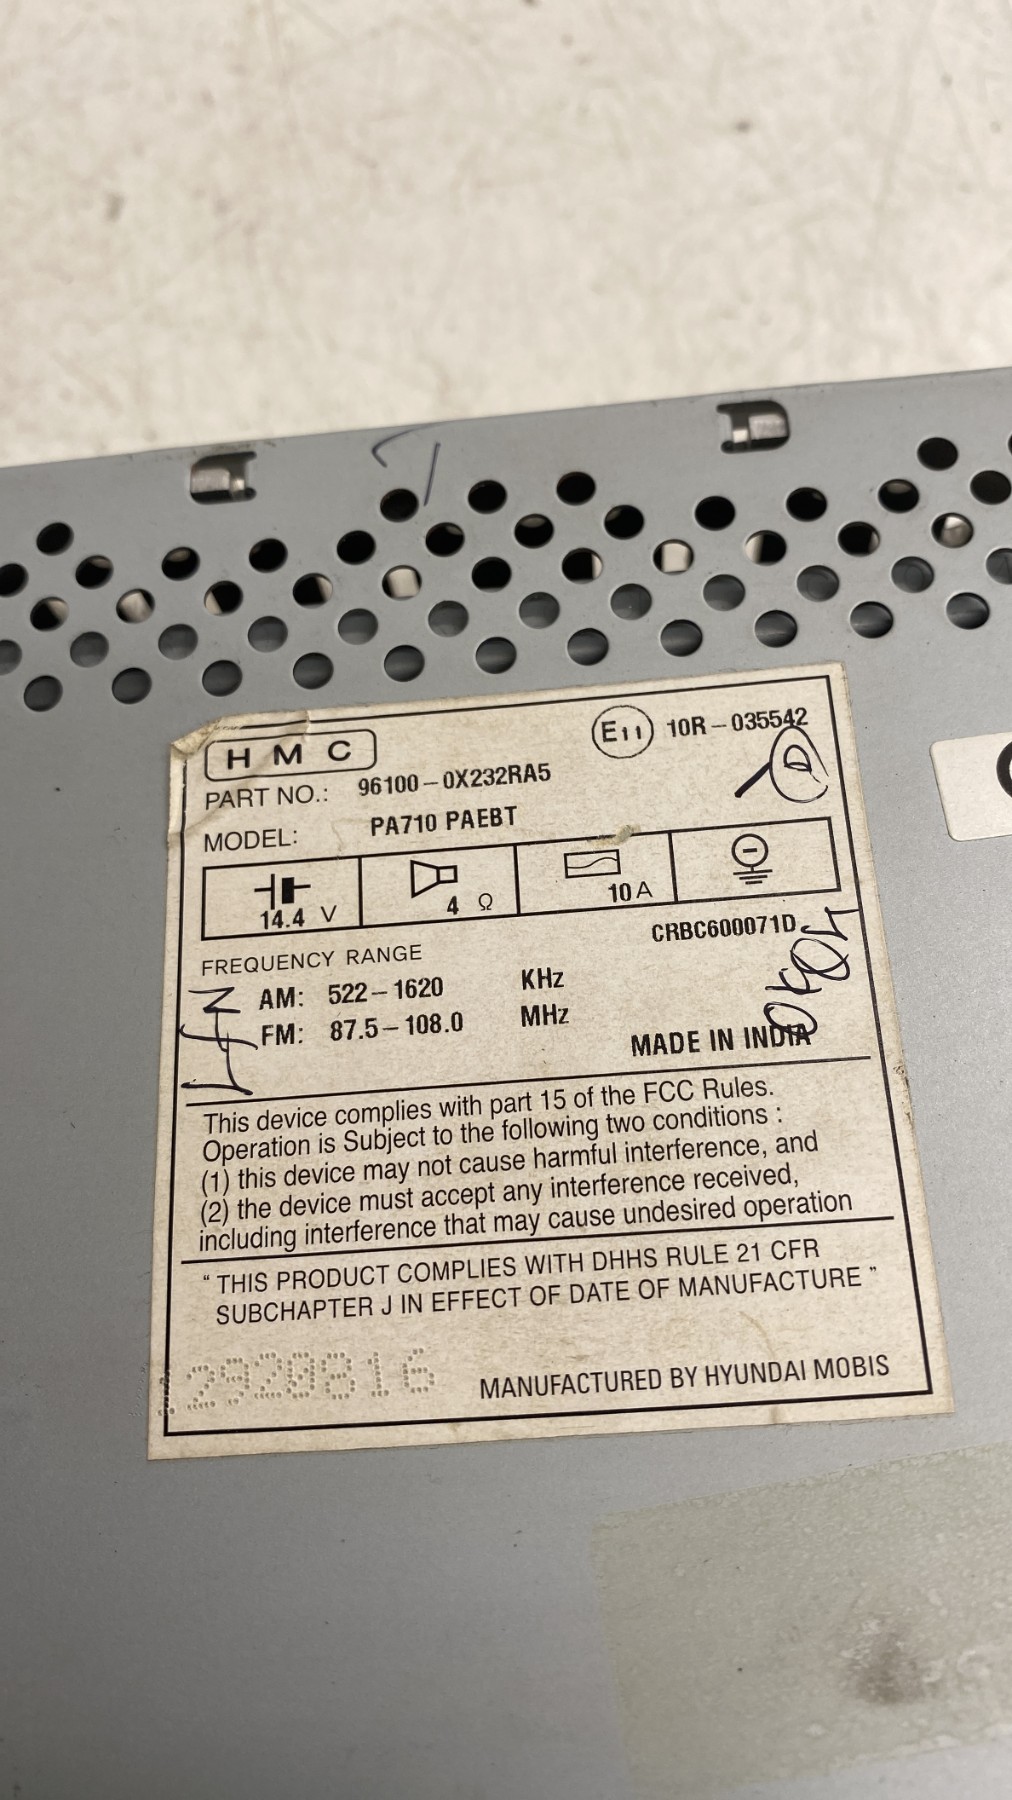 HMC
E11 10R-035542
PART NO.: 96100-0X232RA5
D
MODEL: PA710 PAEBT
14.4 V
4 Ω
10 A
CRBC600071D
FREQUENCY RANGE
AM: 522-1620 KHz
FM: 87.5-108.0 MHz
MADE IN INDIA
This device complies with part 15 of the FCC Rules.
Operation is Subject to the following two conditions :
(1) this device may not cause harmful interference, and
(2) the device must accept any interference received,
including interference that may cause undesired operation
“ THIS PRODUCT COMPLIES WITH DHHS RULE 21 CFR
SUBCHAPTER J IN EFFECT OF DATE OF MANUFACTURE ”
12920816
MANUFACTURED BY HYUNDAI MOBIS